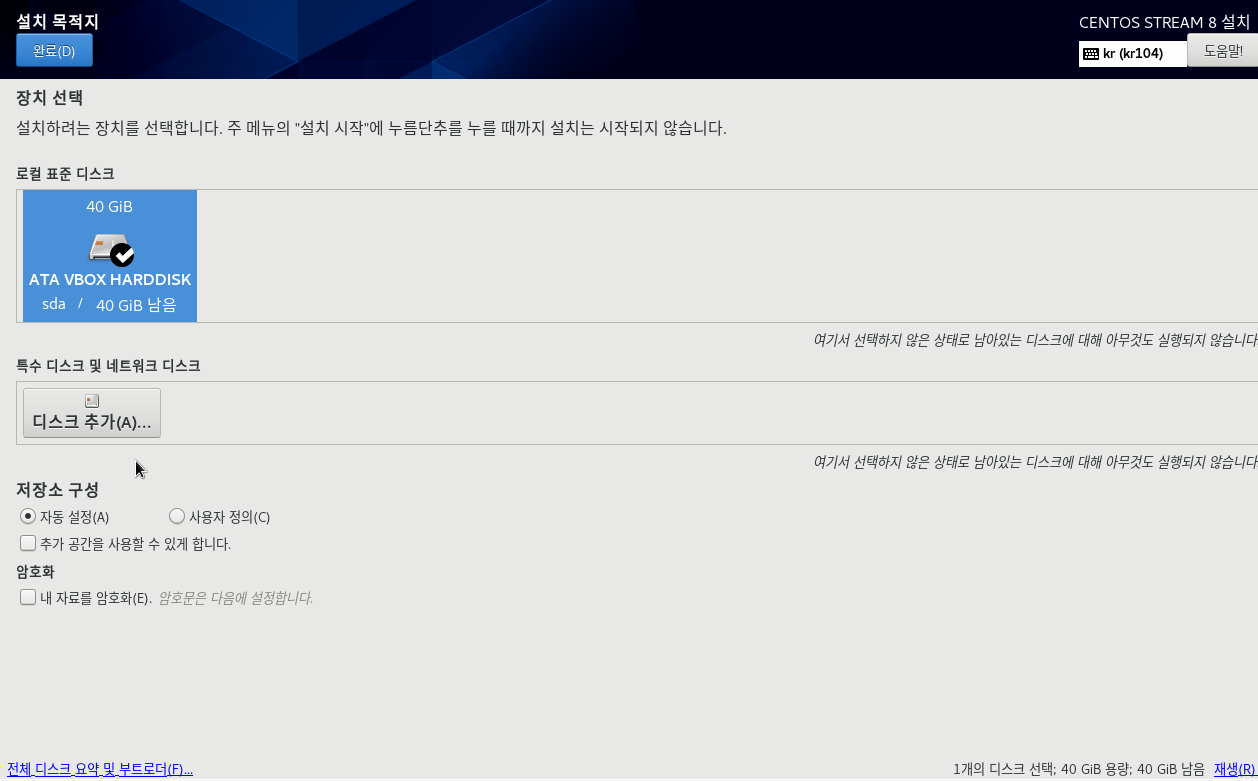 설치 목적지
CENTOS STREAM 8 설치
완료(D)
kr (kr104)
도움말!
장치 선택
설치하려는 장치를 선택합니다. 주 메뉴의 "설치 시작"에 누름단추를 누를 때까지 설치는 시작되지 않습니다.
로컬 표준 디스크
40 GiB
ATA VBOX HARDDISK
sda / 40 GiB 남음
여기서 선택하지 않은 상태로 남아있는 디스크에 대해 아무것도 실행되지 않습니다
특수 디스크 및 네트워크 디스크
디스크 추가(A)...
여기서 선택하지 않은 상태로 남아있는 디스크에 대해 아무것도 실행되지 않습니다
저장소 구성
자동 설정(A) 사용자 정의(C)
추가 공간을 사용할 수 있게 합니다.
암호화
내 자료를 암호화(E). 암호문은 다음에 설정합니다.
전체 디스크 요약 및 부트로더(F)...
1개의 디스크 선택; 40 GiB 용량; 40 GiB 남음 재생(R)